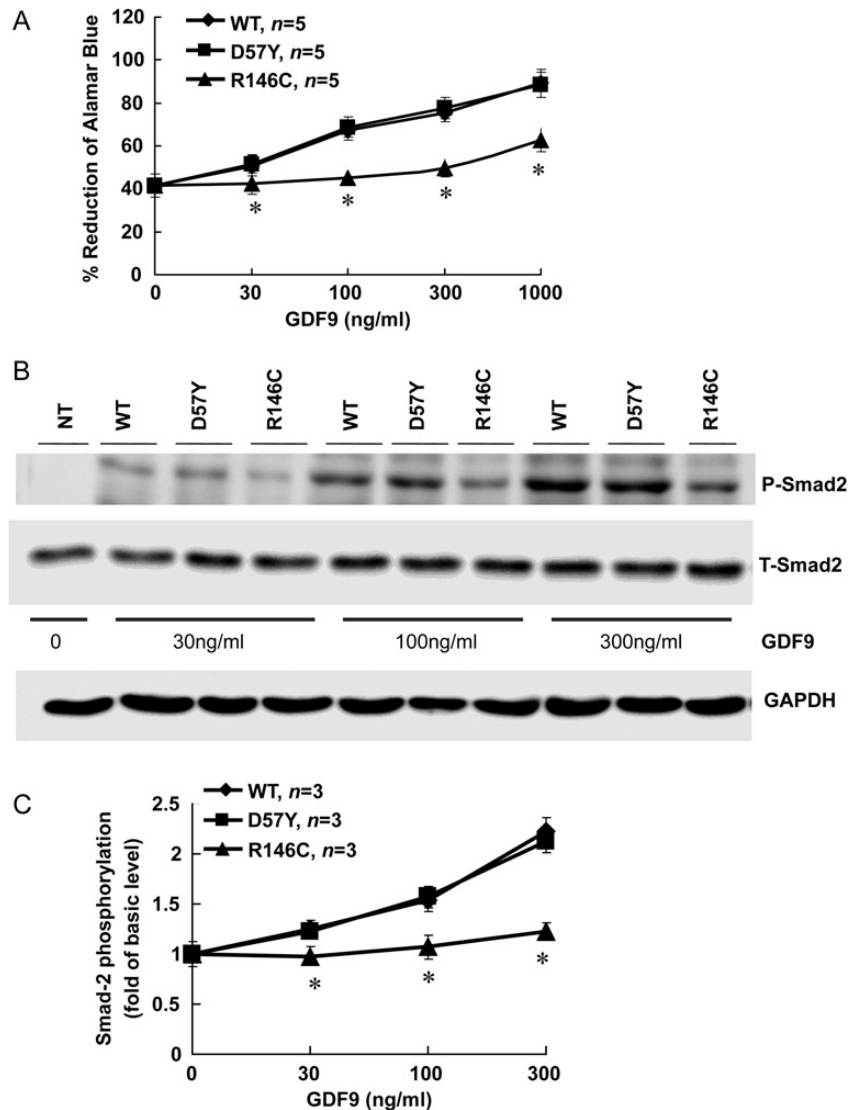 A
% Reduction of Alamar Blue
120
100
80
60
40
20
0
WT, n=5
D57Y, n=5
R146C, n=5
* * * *
0 30 100 300 1000
GDF9 (ng/ml)
B
NT WT D57Y R146C WT D57Y R146C WT D57Y R146C
P-Smad2
T-Smad2
0 30ng/ml 100ng/ml 300ng/ml GDF9
GAPDH
C
Smad-2 phosphorylation
(fold of basic level)
2.5
2
1.5
1
0.5
0
WT, n=3
D57Y, n=3
R146C, n=3
* * *
0 30 100 300
GDF9 (ng/ml)